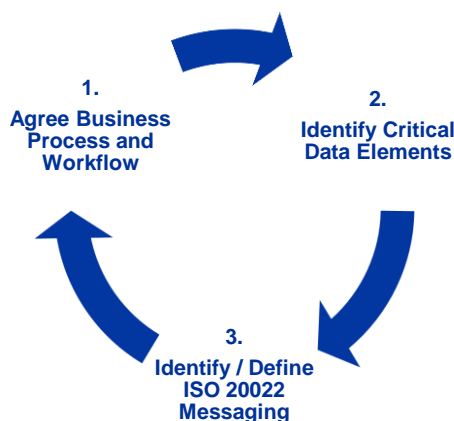 1.
Agree Business
Process and
Workflow
2.
Identify Critical
Data Elements
3.
Identify / Define
ISO 20022
Messaging